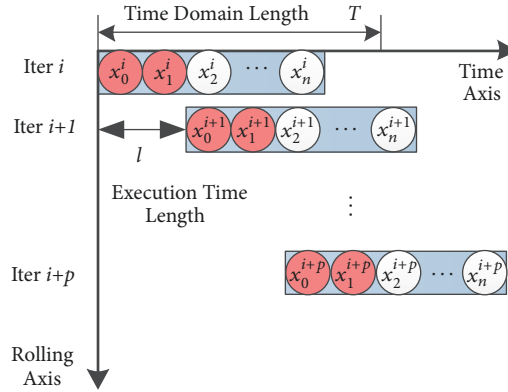 Time Domain Length T
Iter i
x_0^i x_1^i x_2^i ⋯ x_n^i
Time
Axis
Iter i+1
x_0^{i+1} x_1^{i+1} x_2^{i+1} ⋯ x_n^{i+1}
l
Execution Time
Length
⋮
Iter i+p
x_0^{i+p} x_1^{i+p} x_2^{i+p} ⋯ x_n^{i+p}
Rolling
Axis